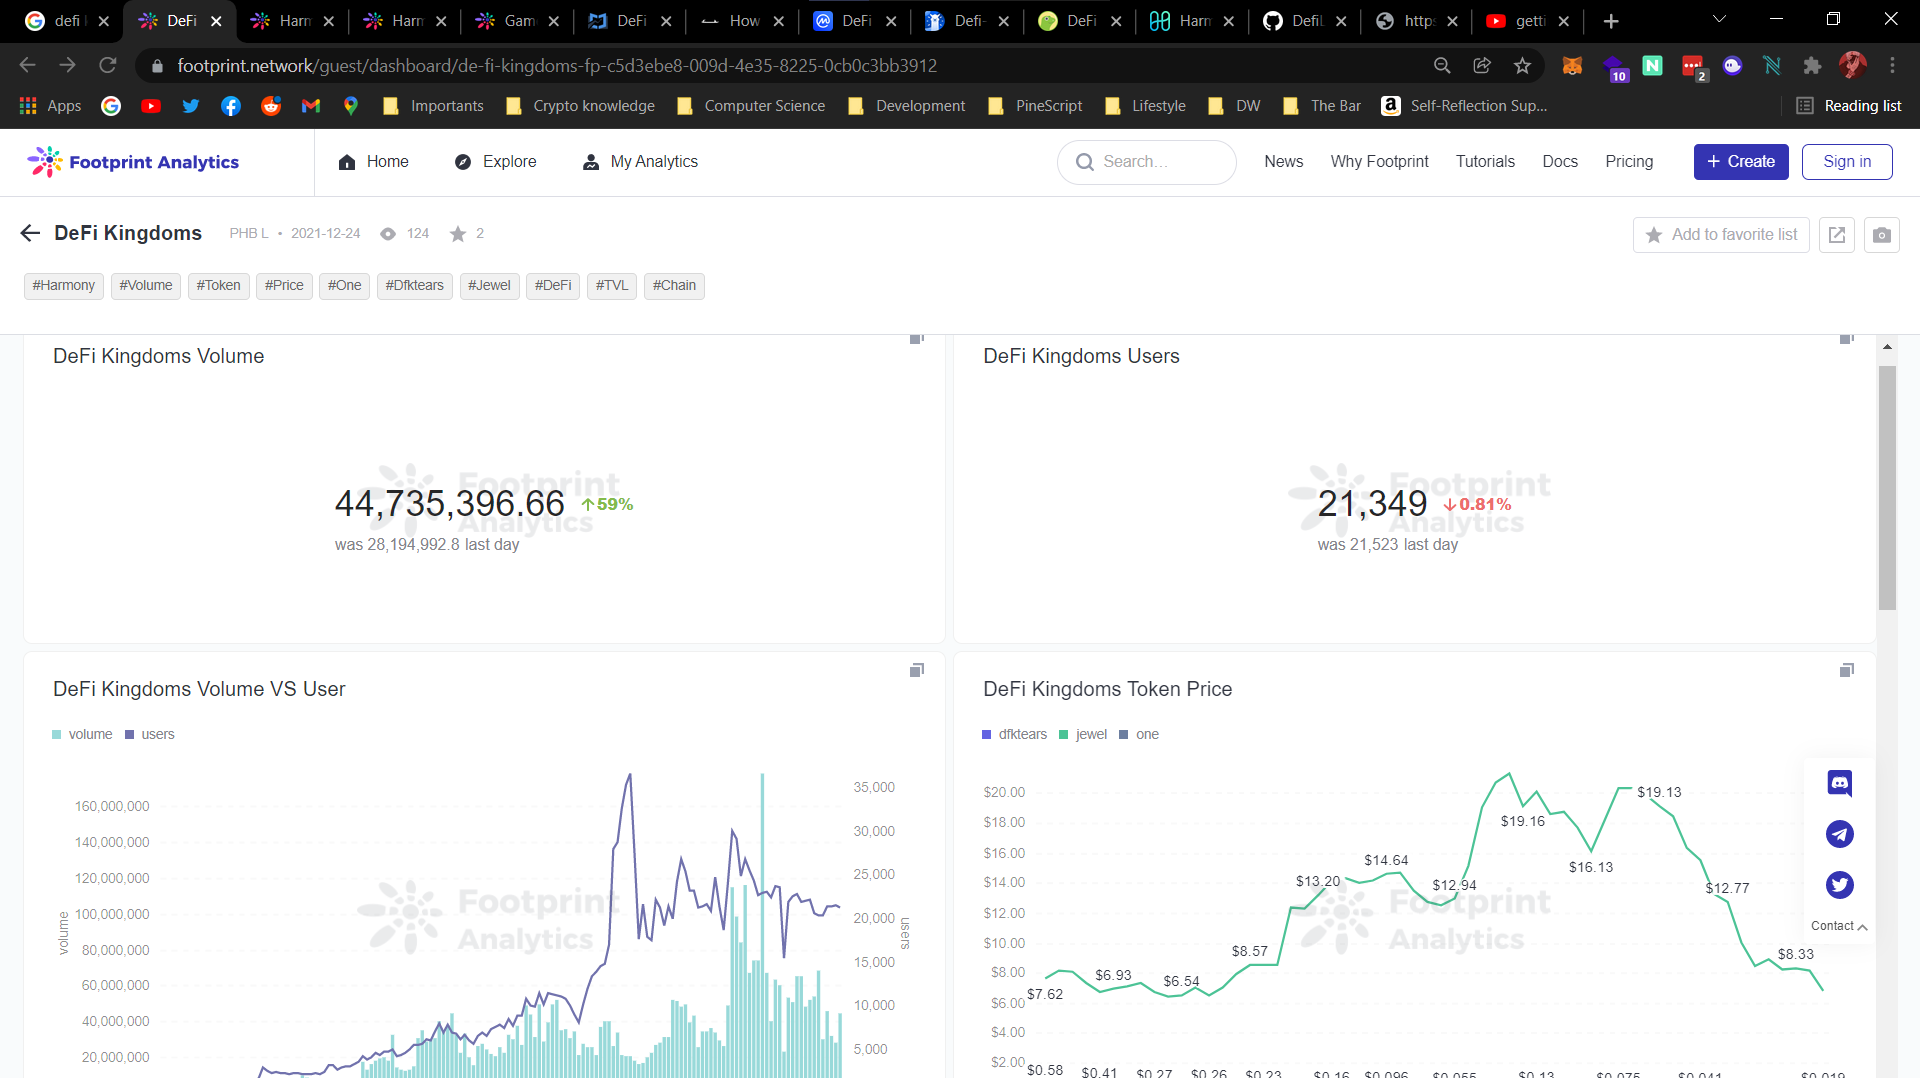 defi
DeFi
Harm
Harm
Gam
DeFi
How
DeFi
Defi-
DeFi
Harm
DefiL
https
getti
footprint.network/guest/dashboard/de-fi-kingdoms-fp-c5d3ebe8-009d-4e35-8225-0cb0c3bb3912
10
2
Apps
Importants
Crypto knowledge
Computer Science
Development
PineScript
Lifestyle
DW
The Bar
Self-Reflection Sup...
Reading list
Footprint Analytics
Home
Explore
My Analytics
Search...
News
Why Footprint
Tutorials
Docs
Pricing
+ Create
Sign in
DeFi Kingdoms
PHB L • 2021-12-24
124
2
Add to favorite list
#Harmony
#Volume
#Token
#Price
#One
#Dfktears
#Jewel
#DeFi
#TVL
#Chain
DeFi Kingdoms Volume
Footprint Analytics
44,735,396.66 ↑59%
was 28,194,992.8 last day
DeFi Kingdoms Users
Footprint Analytics
21,349 ↓0.81%
was 21,523 last day
DeFi Kingdoms Volume VS User
volume users
160,000,000
140,000,000
120,000,000
100,000,000
80,000,000
60,000,000
40,000,000
20,000,000
volume
Footprint
Analytics
35,000
30,000
25,000
20,000
15,000
10,000
5,000
users
DeFi Kingdoms Token Price
dfktears jewel one
$20.00
$18.00
$16.00
$14.00
$12.00
$10.00
$8.00
$6.00
$4.00
$2.00
Footprint
Analytics
$7.62
$6.93
$6.54
$8.57
$13.20
$14.64
$12.94
$19.16
$16.13
$19.13
$12.77
$8.33
$0.58
$0.41
$0.27
$0.26
$0.23
$0.16
$0.096
$0.055
$0.13
$0.075
$0.041
$0.019
Contact